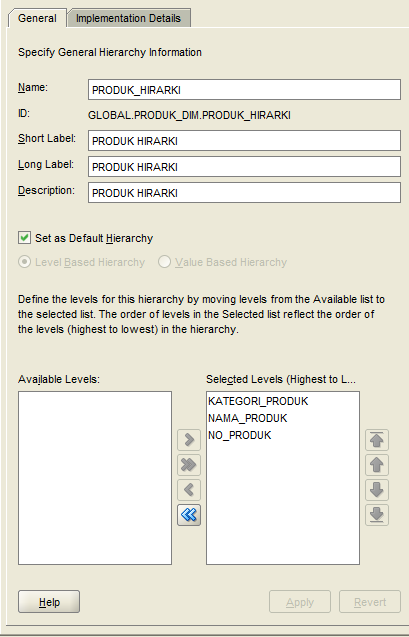 General
Implementation Details
Specify General Hierarchy Information
Name:
PRODUK_HIRARKI
ID:
GLOBAL.PRODUK_DIM.PRODUK_HIRARKI
Short Label:
PRODUK HIRARKI
Long Label:
PRODUK HIRARKI
Description:
PRODUK HIRARKI
Set as Default Hierarchy
Level Based Hierarchy
Value Based Hierarchy
Define the levels for this hierarchy by moving levels from the Available list to
the selected list. The order of levels in the Selected list reflect the order of
the levels (highest to lowest) in the hierarchy.
Available Levels:
Selected Levels (Highest to L...
KATEGORI_PRODUK
NAMA_PRODUK
NO_PRODUK
Help
Apply
Revert